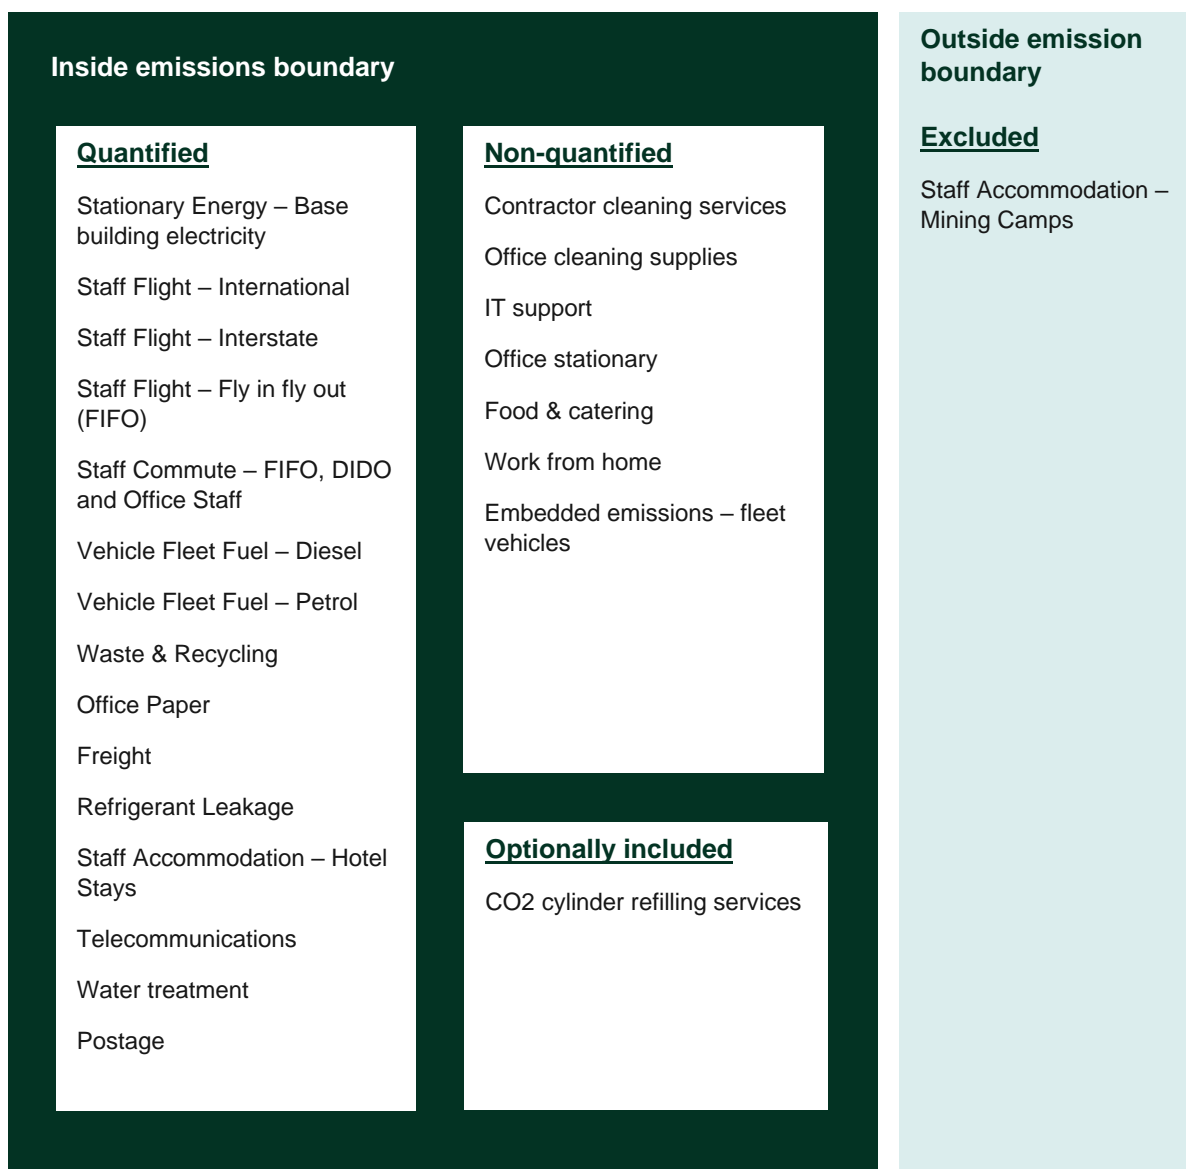 Inside emissions boundary
Quantified
Stationary Energy – Base
building electricity
Staff Flight – International
Staff Flight – Interstate
Staff Flight – Fly in fly out
(FIFO)
Staff Commute – FIFO, DIDO
and Office Staff
Vehicle Fleet Fuel – Diesel
Vehicle Fleet Fuel – Petrol
Waste & Recycling
Office Paper
Freight
Refrigerant Leakage
Staff Accommodation – Hotel
Stays
Telecommunications
Water treatment
Postage
Non-quantified
Contractor cleaning services
Office cleaning supplies
IT support
Office stationary
Food & catering
Work from home
Embedded emissions – fleet
vehicles
Optionally included
CO2 cylinder refilling services
Outside emission
boundary
Excluded
Staff Accommodation –
Mining Camps